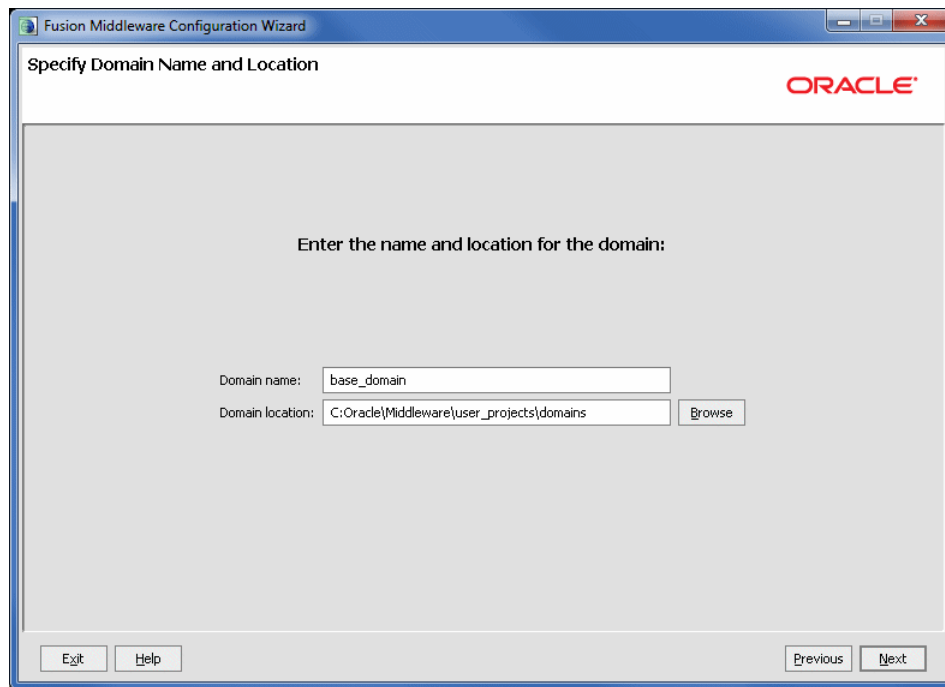 Fusion Middleware Configuration Wizard
Specify Domain Name and Location
ORACLE
Enter the name and location for the domain:
Domain name: base_domain
Domain location: C:Oracle\Middleware\user_projects\domains Browse
Exit Help Previous Next